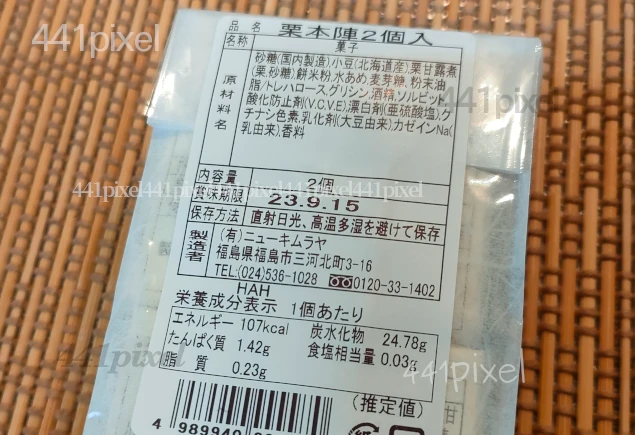 品名 栗本陣2個入
名称 菓子
原材料名 砂糖(国内製造),小豆(北海道産),栗甘露煮
(栗,砂糖),餅米粉,水あめ,麦芽糖,粉末油
脂/トレハロース,グリシン,酒精,ソルビット,
酸化防止剤(V.C,V.E),漂白剤(亜硫酸塩),ク
チナシ色素,乳化剤(大豆由来),カゼインNa(
乳由来),香料
内容量 2個
賞味期限 23.9.15
保存方法 直射日光、高温多湿を避けて保存
製造者 (有)ニューキムラヤ
福島県福島市三河北町3-16
TEL:(024)536-1028 0120-33-1402
HAH
栄養成分表示 1個あたり
エネルギー 107kcal 炭水化物 24.78g
たんぱく質 1.42g 食塩相当量 0.03g
脂質 0.23g
(推定値)
4 989940
441pixel
441pixel
441pixel441pixel441pixel441pixel
441pixel
441pixel